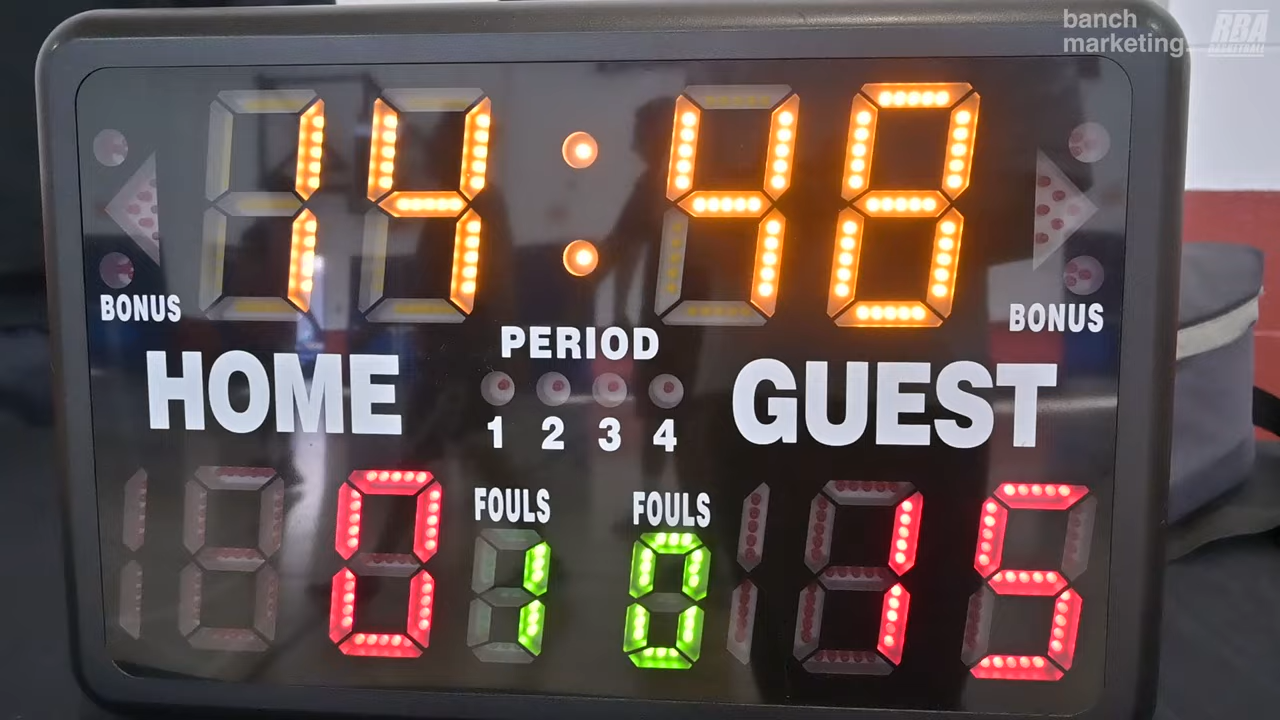 banch
marketing.
RBA
BASKETBALL
14:48
BONUS
BONUS
PERIOD
HOME
GUEST
1 2 3 4
FOULS
FOULS
0
1
0
15